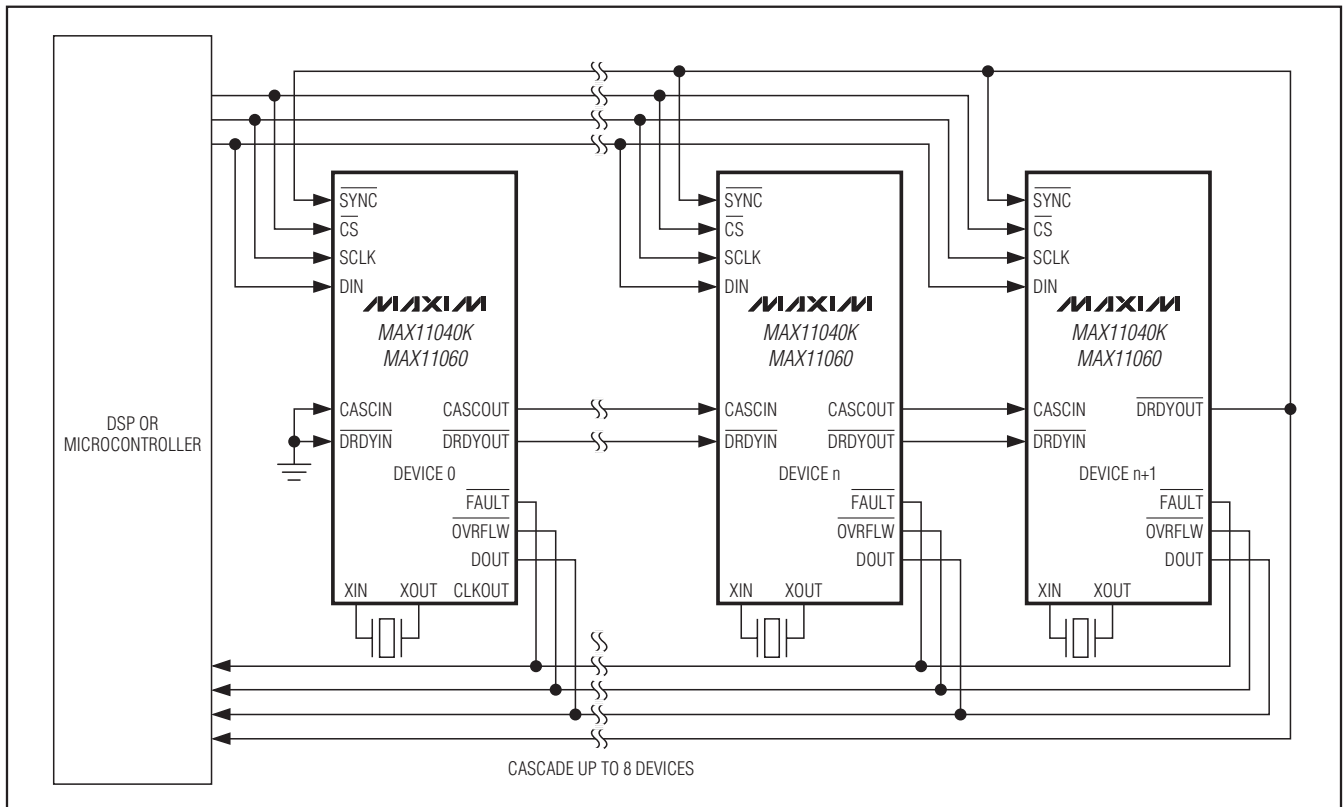 SYNC SYNC SYNC
CS CS CS
SCLK SCLK SCLK
DIN DIN DIN
MAXIM MAXIM MAXIM
MAX11040K MAX11040K MAX11040K
MAX11060 MAX11060 MAX11060
DSP OR
MICROCONTROLLER
CASCIN CASCOUT CASCIN CASCOUT CASCIN DRDYOUT
DRDYIN DRDYOUT DRDYIN DRDYOUT DRDYIN
DEVICE 0 DEVICE n DEVICE n+1
FAULT FAULT FAULT
OVRFLW OVRFLW OVRFLW
DOUT DOUT DOUT
XIN XOUT CLKOUT XIN XOUT XIN XOUT
CASCADE UP TO 8 DEVICES